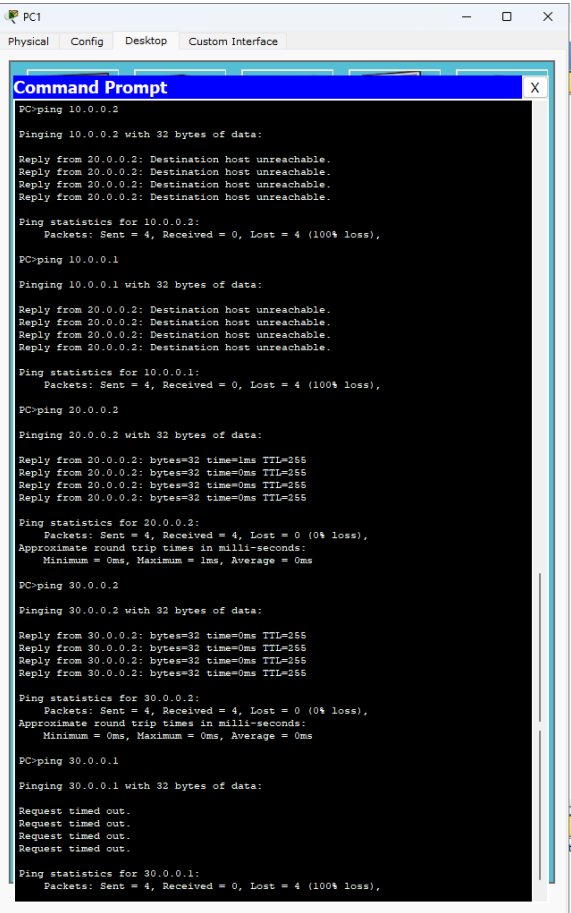 PC1
Physical Config Desktop Custom Interface
Command Prompt X
PC>ping 10.0.0.2
Pinging 10.0.0.2 with 32 bytes of data:
Reply from 20.0.0.2: Destination host unreachable.
Reply from 20.0.0.2: Destination host unreachable.
Reply from 20.0.0.2: Destination host unreachable.
Reply from 20.0.0.2: Destination host unreachable.
Ping statistics for 10.0.0.2:
Packets: Sent = 4, Received = 0, Lost = 4 (100% loss),
PC>ping 10.0.0.1
Pinging 10.0.0.1 with 32 bytes of data:
Reply from 20.0.0.2: Destination host unreachable.
Reply from 20.0.0.2: Destination host unreachable.
Reply from 20.0.0.2: Destination host unreachable.
Reply from 20.0.0.2: Destination host unreachable.
Ping statistics for 10.0.0.1:
Packets: Sent = 4, Received = 0, Lost = 4 (100% loss),
PC>ping 20.0.0.2
Pinging 20.0.0.2 with 32 bytes of data:
Reply from 20.0.0.2: bytes=32 time=1ms TTL=255
Reply from 20.0.0.2: bytes=32 time=0ms TTL=255
Reply from 20.0.0.2: bytes=32 time=0ms TTL=255
Reply from 20.0.0.2: bytes=32 time=0ms TTL=255
Ping statistics for 20.0.0.2:
Packets: Sent = 4, Received = 4, Lost = 0 (0% loss),
Approximate round trip times in milli-seconds:
Minimum = 0ms, Maximum = 1ms, Average = 0ms
PC>ping 30.0.0.2
Pinging 30.0.0.2 with 32 bytes of data:
Reply from 30.0.0.2: bytes=32 time=0ms TTL=255
Reply from 30.0.0.2: bytes=32 time=0ms TTL=255
Reply from 30.0.0.2: bytes=32 time=0ms TTL=255
Reply from 30.0.0.2: bytes=32 time=0ms TTL=255
Ping statistics for 30.0.0.2:
Packets: Sent = 4, Received = 4, Lost = 0 (0% loss),
Approximate round trip times in milli-seconds:
Minimum = 0ms, Maximum = 0ms, Average = 0ms
PC>ping 30.0.0.1
Pinging 30.0.0.1 with 32 bytes of data:
Request timed out.
Request timed out.
Request timed out.
Request timed out.
Ping statistics for 30.0.0.1:
Packets: Sent = 4, Received = 0, Lost = 4 (100% loss),